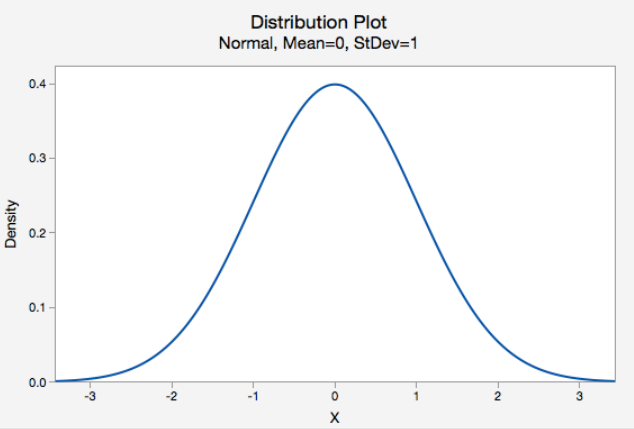 Distribution Plot
Normal, Mean=0, StDev=1
0.4
0.3
0.2
0.1
0.0
Density
-3 -2 -1 0 1 2 3
X